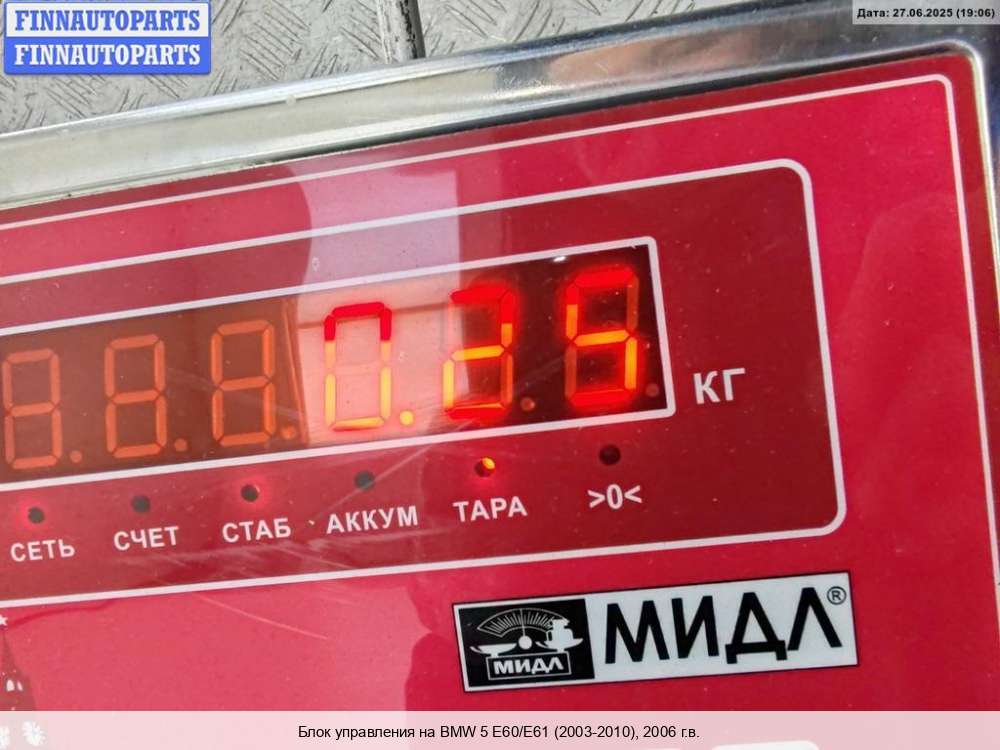 FINNAUTOPARTS
FINNAUTOPARTS
Дата: 27.06.2025 (19:06)
0.26
КГ
СЕТЬ СЧЕТ СТАБ АККУМ ТАРА >0<
МИДЛ
МИДЛ®
Блок управления на BMW 5 E60/E61 (2003-2010), 2006 г.в.